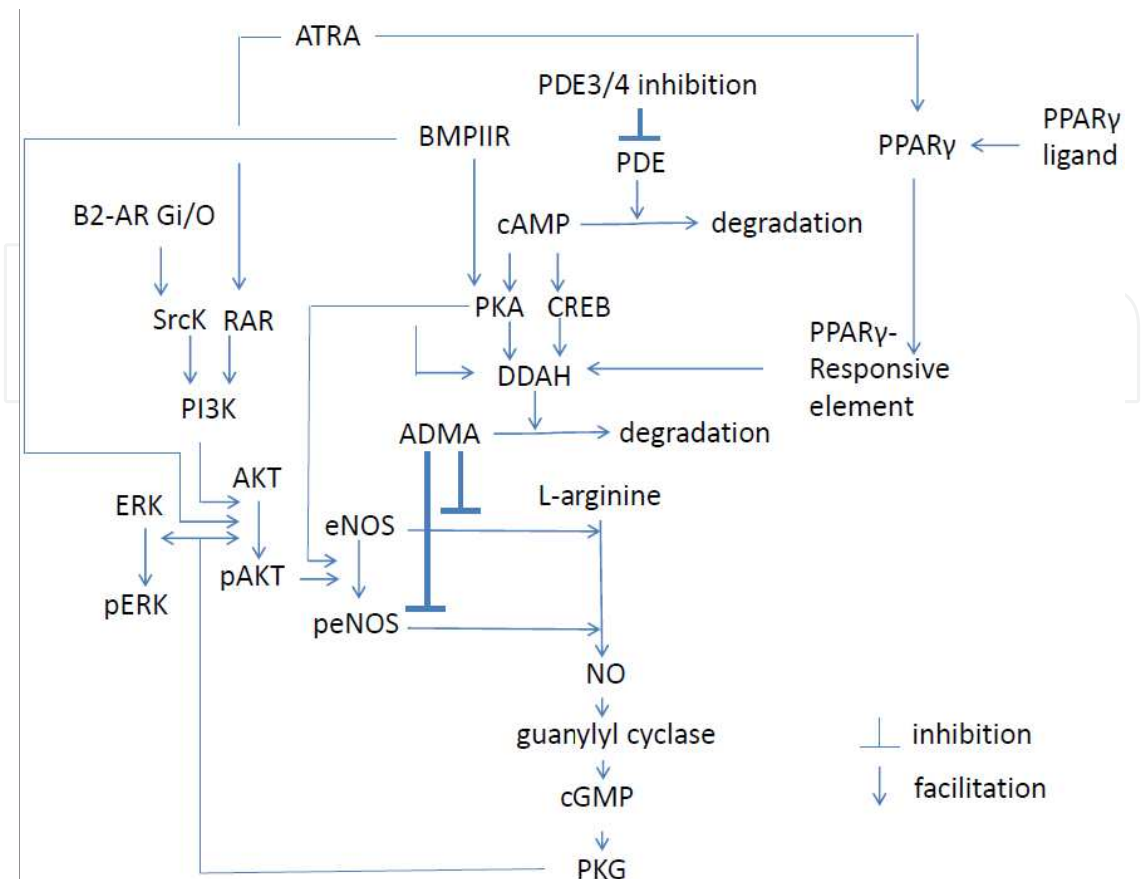 ATRA
PDE3/4 inhibition
BMPIIR
PPARγ
PPARγ
ligand
PDE
B2-AR Gi/O
cAMP
degradation
SrcK
RAR
PKA
CREB
PPARγ-
Responsive
element
DDAH
PI3K
ADMA
degradation
AKT
ERK
L-arginine
eNOS
pAKT
pERK
peNOS
NO
guanylyl cyclase
inhibition
facilitation
cGMP
PKG